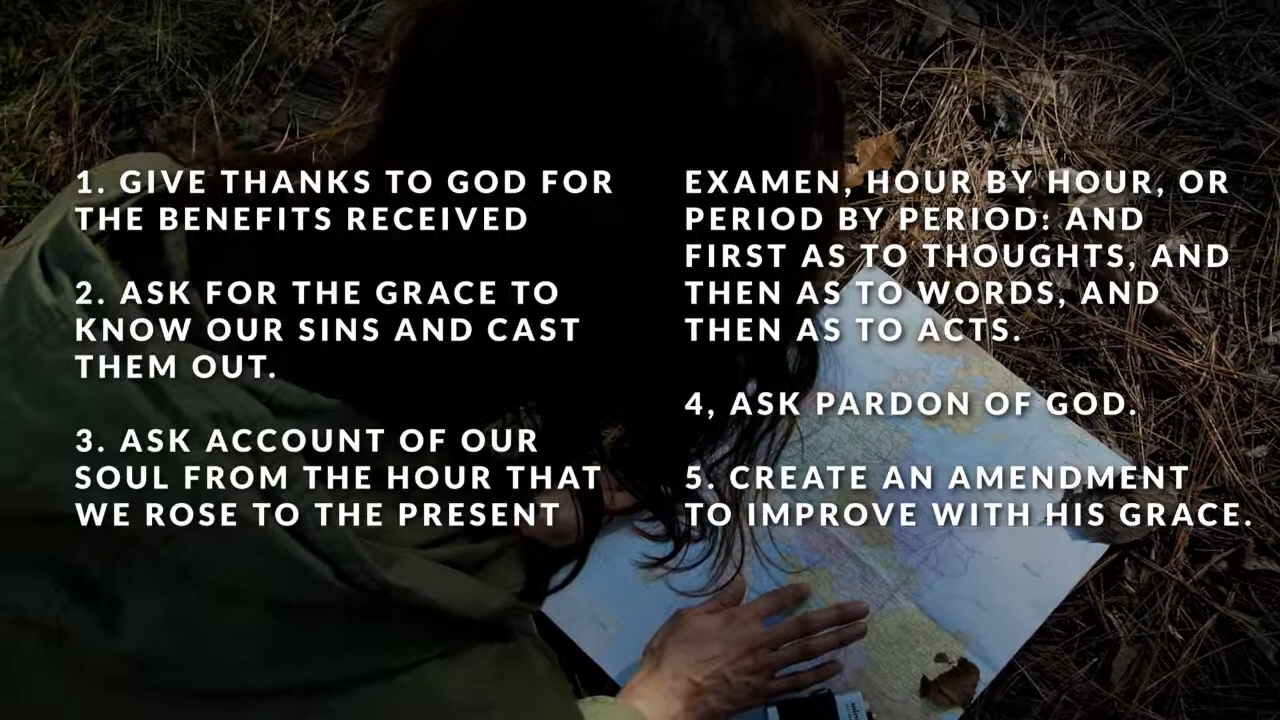 1. GIVE THANKS TO GOD FOR
THE BENEFITS RECEIVED
2. ASK FOR THE GRACE TO
KNOW OUR SINS AND CAST
THEM OUT.
3. ASK ACCOUNT OF OUR
SOUL FROM THE HOUR THAT
WE ROSE TO THE PRESENT
EXAMEN, HOUR BY HOUR, OR
PERIOD BY PERIOD: AND
FIRST AS TO THOUGHTS, AND
THEN AS TO WORDS, AND
THEN AS TO ACTS.
4, ASK PARDON OF GOD.
5. CREATE AN AMENDMENT
TO IMPROVE WITH HIS GRACE.